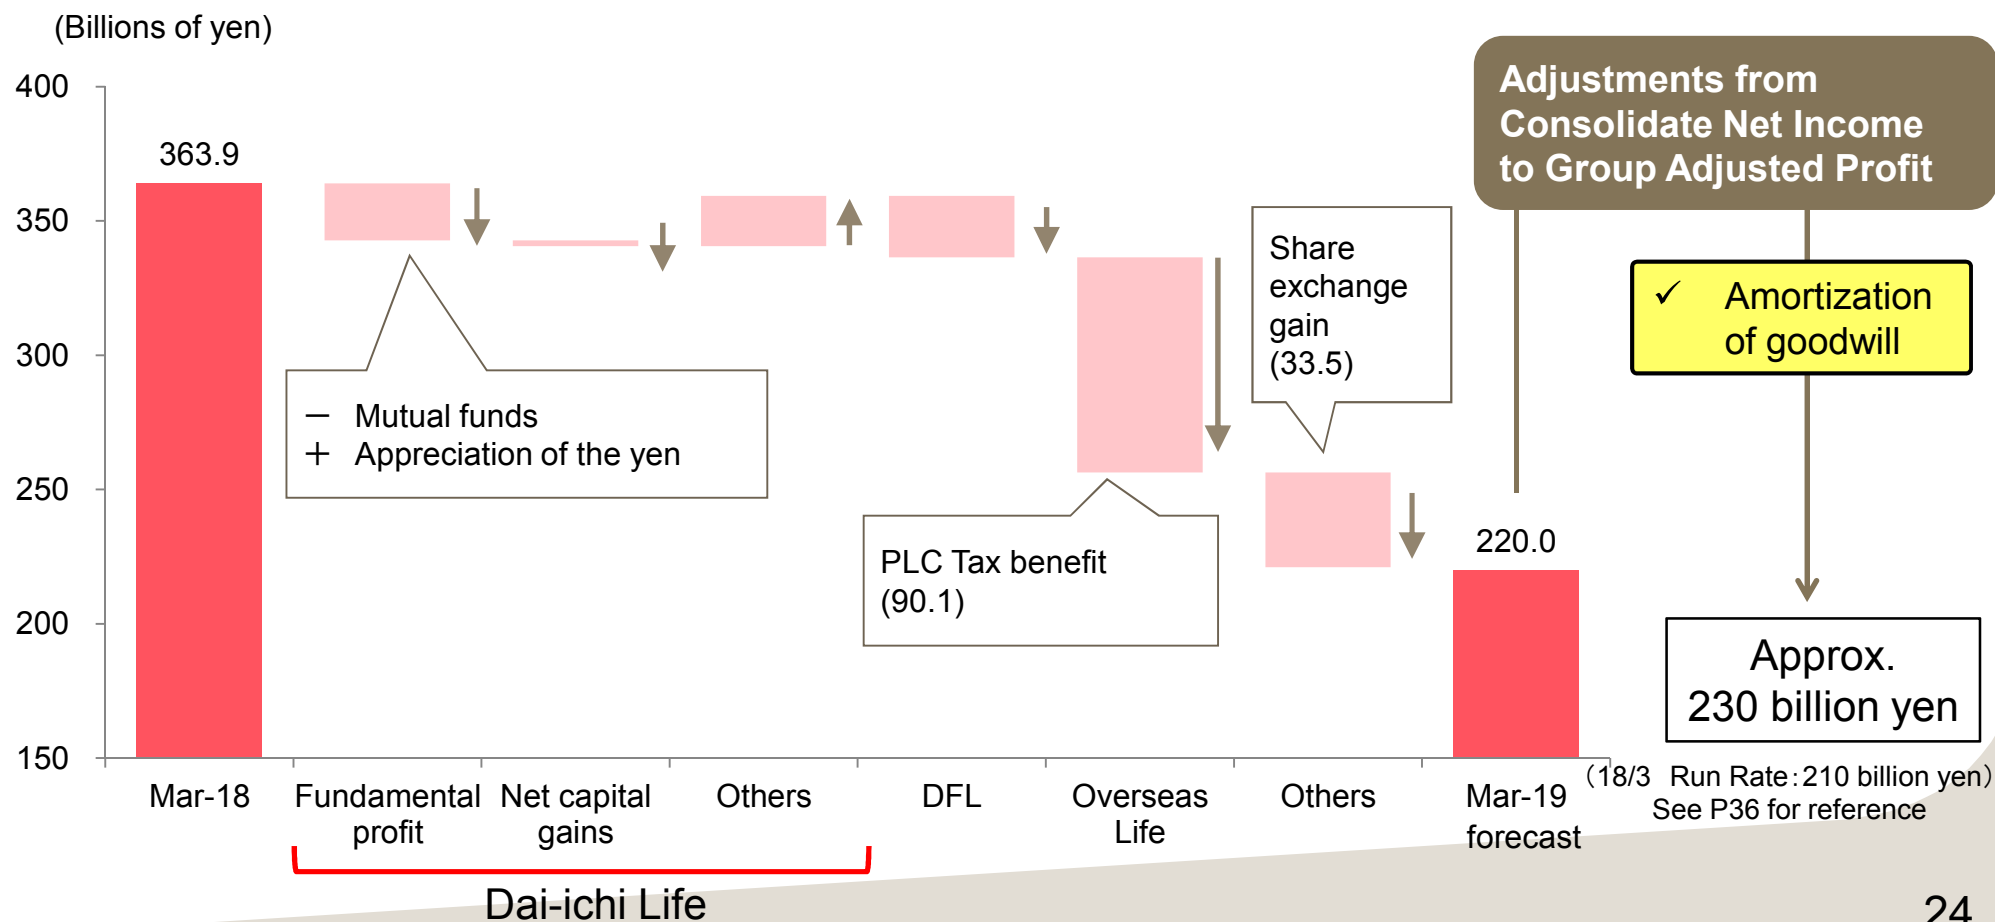 (Billions of yen)
400
350
300
250
200
150
363.9
－ Mutual funds
＋ Appreciation of the yen
PLC Tax benefit
(90.1)
Share
exchange
gain
(33.5)
220.0
Adjustments from
Consolidate Net Income
to Group Adjusted Profit
✓ Amortization
of goodwill
Approx.
230 billion yen
（18/3 Run Rate：210 billion yen）
See P36 for reference
Mar-18
Fundamental
profit
Net capital
gains
Others
DFL
Overseas
Life
Others
Mar-19
forecast
Dai-ichi Life
24